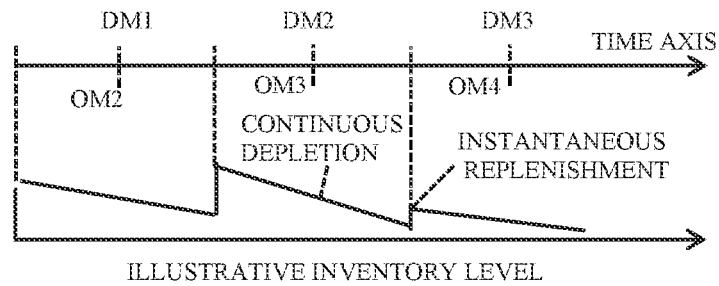 DM1 DM2 DM3
TIME AXIS
OM2 OM3 OM4
CONTINUOUS
DEPLETION
INSTANTANEOUS
REPLENISHMENT
ILLUSTRATIVE INVENTORY LEVEL